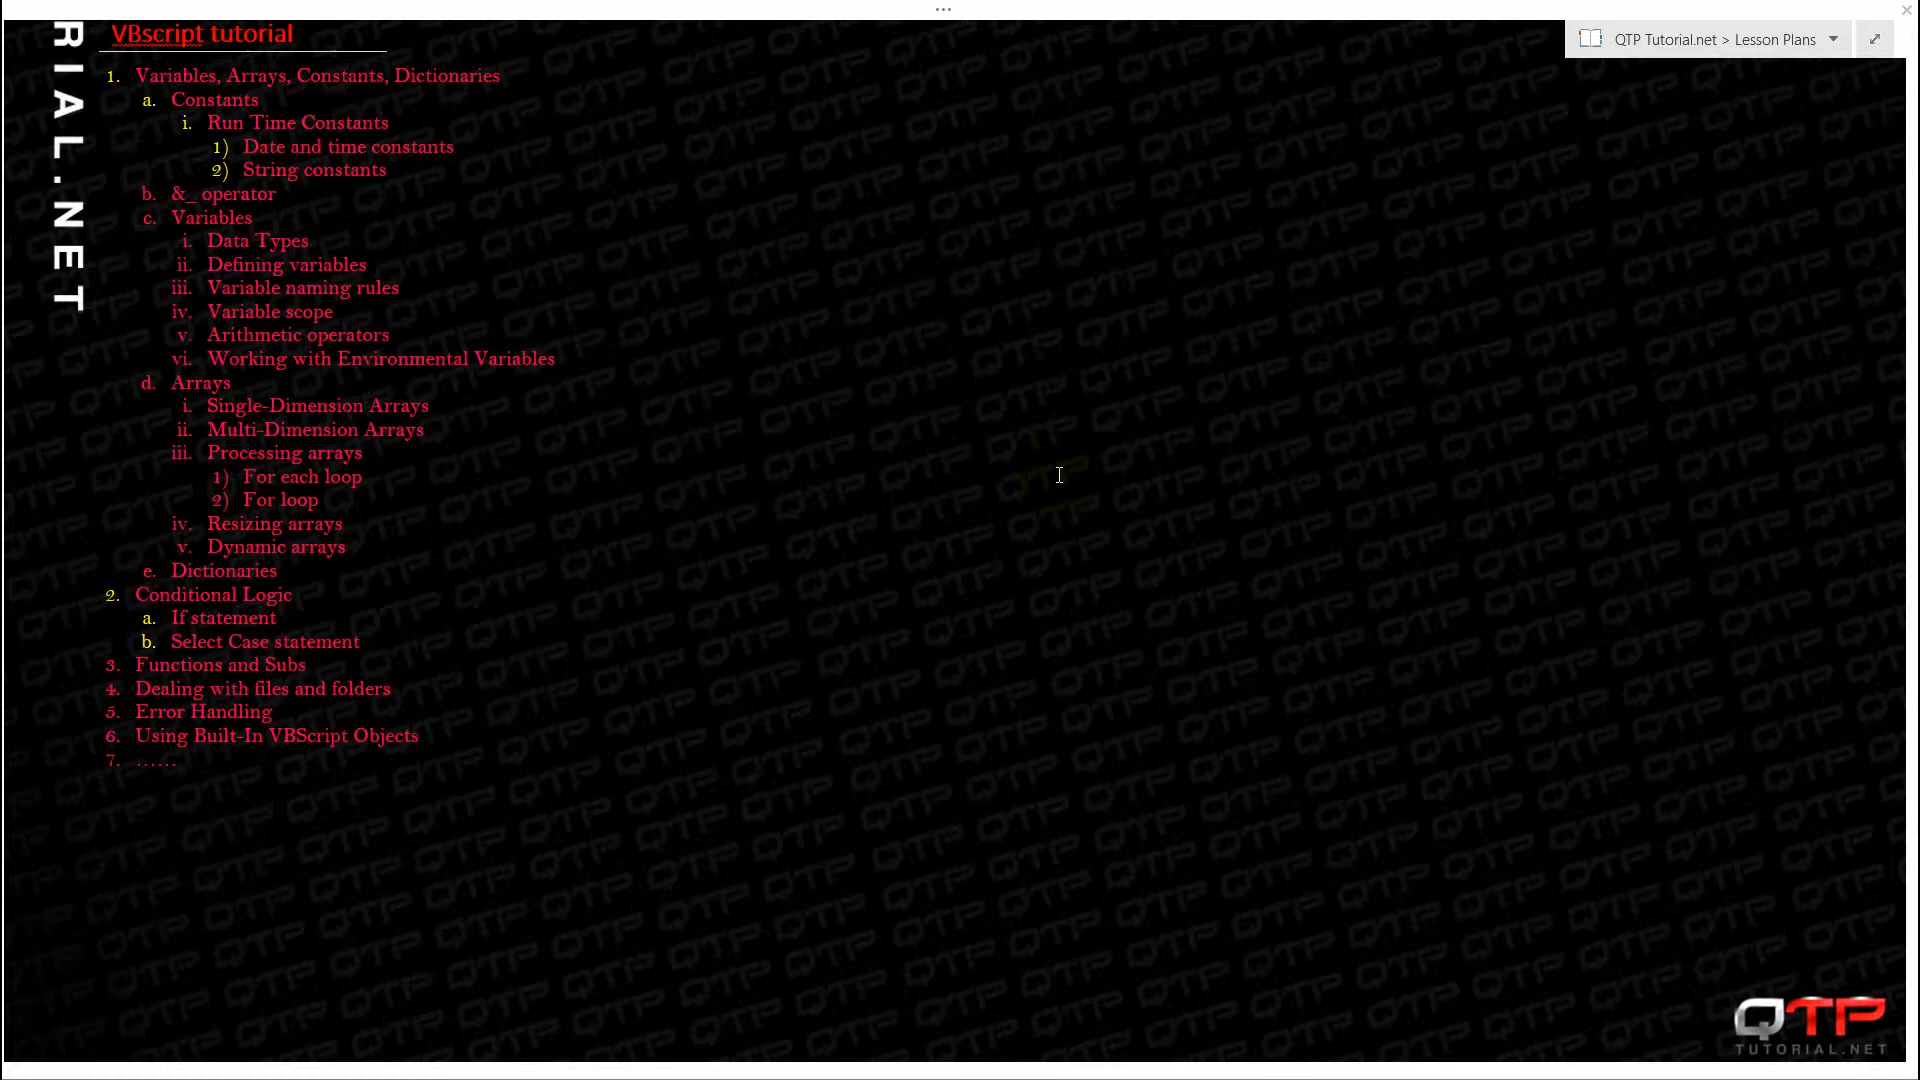 ...
VBscript tutorial
QTP Tutorial.net > Lesson Plans
RIAL.NET
1. Variables, Arrays, Constants, Dictionaries
a. Constants
i. Run Time Constants
1) Date and time constants
2) String constants
b. &_ operator
c. Variables
i. Data Types
ii. Defining variables
iii. Variable naming rules
iv. Variable scope
v. Arithmetic operators
vi. Working with Environmental Variables
d. Arrays
i. Single-Dimension Arrays
ii. Multi-Dimension Arrays
iii. Processing arrays
1) For each loop
2) For loop
iv. Resizing arrays
v. Dynamic arrays
e. Dictionaries
2. Conditional Logic
a. If statement
b. Select Case statement
3. Functions and Subs
4. Dealing with files and folders
5. Error Handling
6. Using Built-In VBScript Objects
7. ......
QTP
TUTORIAL.NET